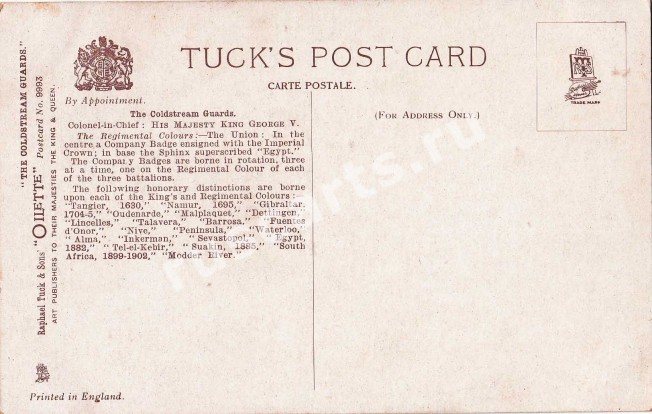 TUCK'S POST CARD
CARTE POSTALE.
(FOR ADDRESS ONLY.)
TRADE MARK
By Appointment.
The Coldstream Guards.
Colonel-in-Chief: HIS MAJESTY KING GEORGE V.
The Regimental Colours:—The Union: In the
centre a Company Badge ensigned with the Imperial
Crown; in base the Sphinx superscribed "Egypt."
The Company Badges are borne in rotation, three
at a time, one on the Regimental Colour of each
of the three battalions.
The following honorary distinctions are borne
upon each of the King's and Regimental Colours:—
"Tangier, 1680," "Namur, 1695," "Gibraltar,
1704-5," "Oudenarde," "Malplaquet," "Dettingen,"
"Lincelles," "Talavera," "Barrosa," "Fuentes
d'Onor," "Nive," "Peninsula," "Waterloo,'
"Alma," "Inkerman," "Sevastopol," "Egypt,
1882," "Tel-el-Kebir," "Suakin, 1885," "South
Africa, 1899-1902," "Modder River."
"THE COLDSTREAM GUARDS."
Raphael Tuck & Sons' "OILETTE" Postcard No. 9993
ART PUBLISHERS TO THEIR MAJESTIES THE KING & QUEEN.
Printed in England.